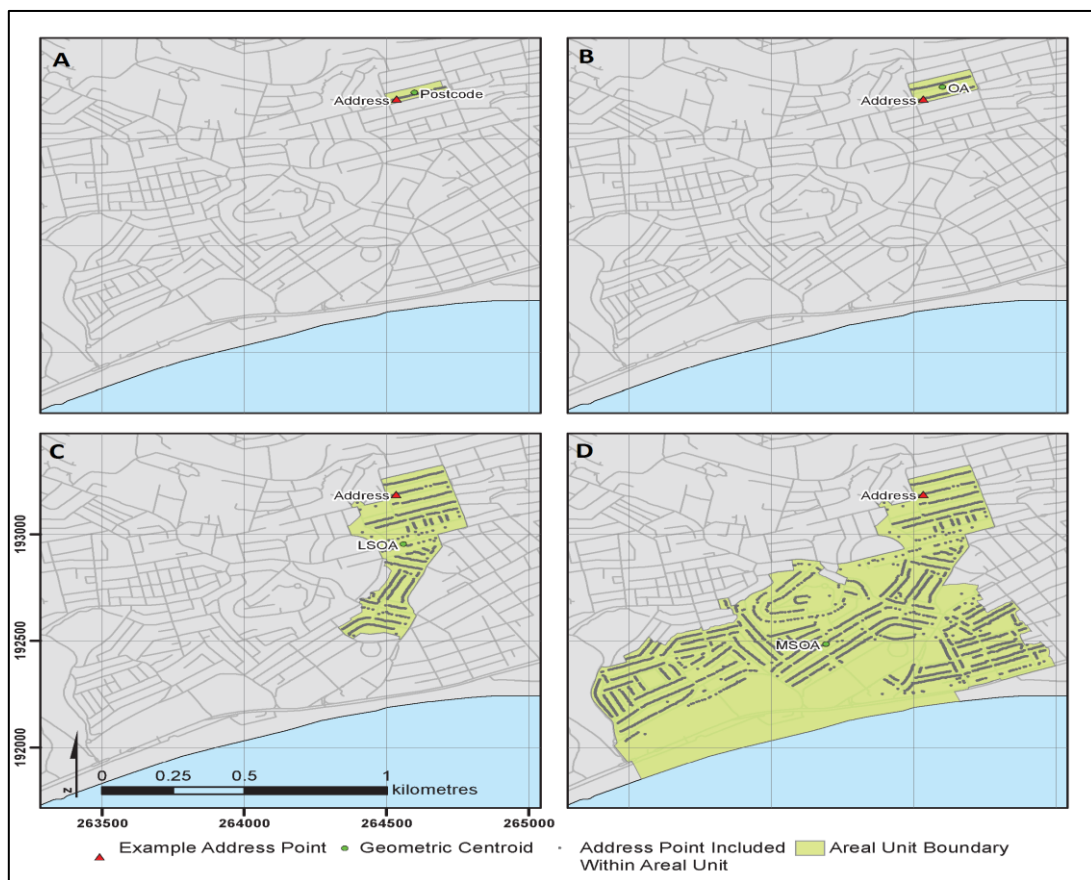 A
Address
Postcode
B
Address
OA
C
Address
LSOA
D
Address
MSOA
193000
192500
192000
N
0 0.25 0.5 1
kilometres
263500 264000 264500 265000
Example Address Point
Geometric Centroid
Address Point Included
Within Areal Unit
Areal Unit Boundary